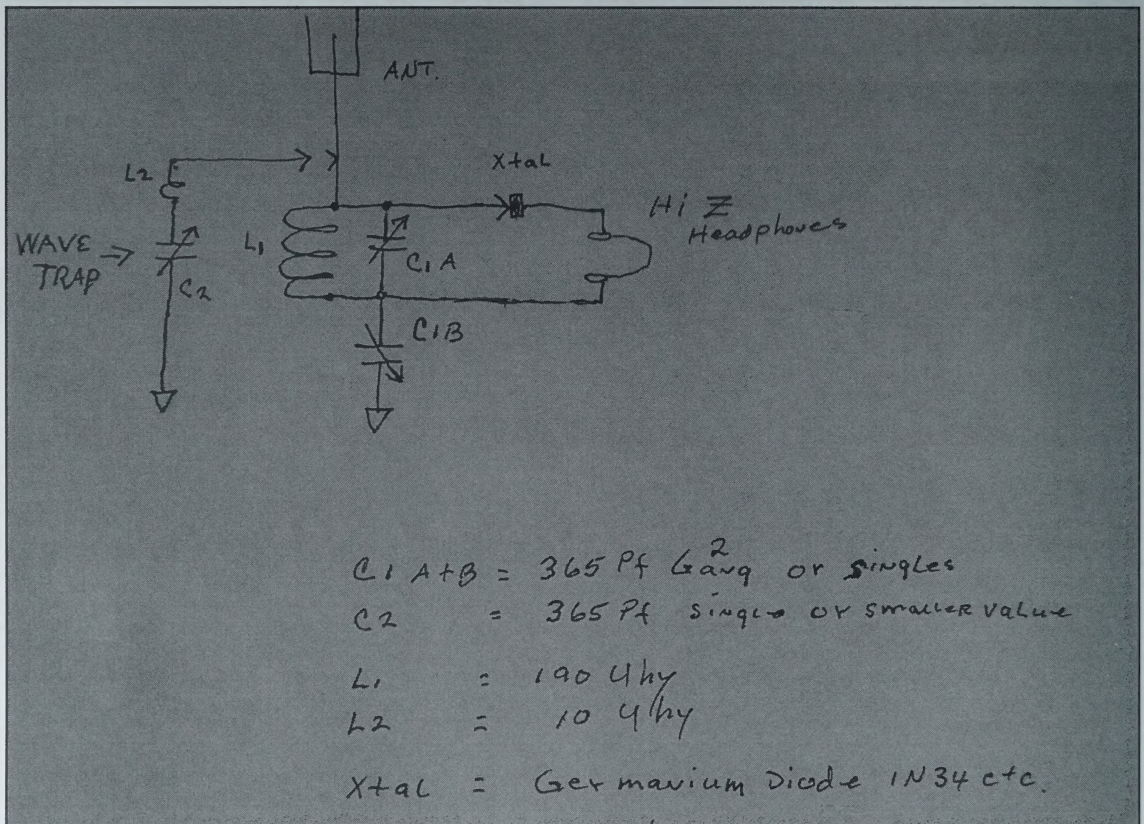 ANT.
L2
Xtal
Hi Z
Headphones
WAVE
TRAP
C2
L1
C1A
C1B
C1 A+B = 365 Pf 2 Gang or singles
C2 = 365 Pf Single or smaller value
L1 = 190 Uhy
L2 = 10 Uhy
Xtal = Germanium Diode 1N34 etc.